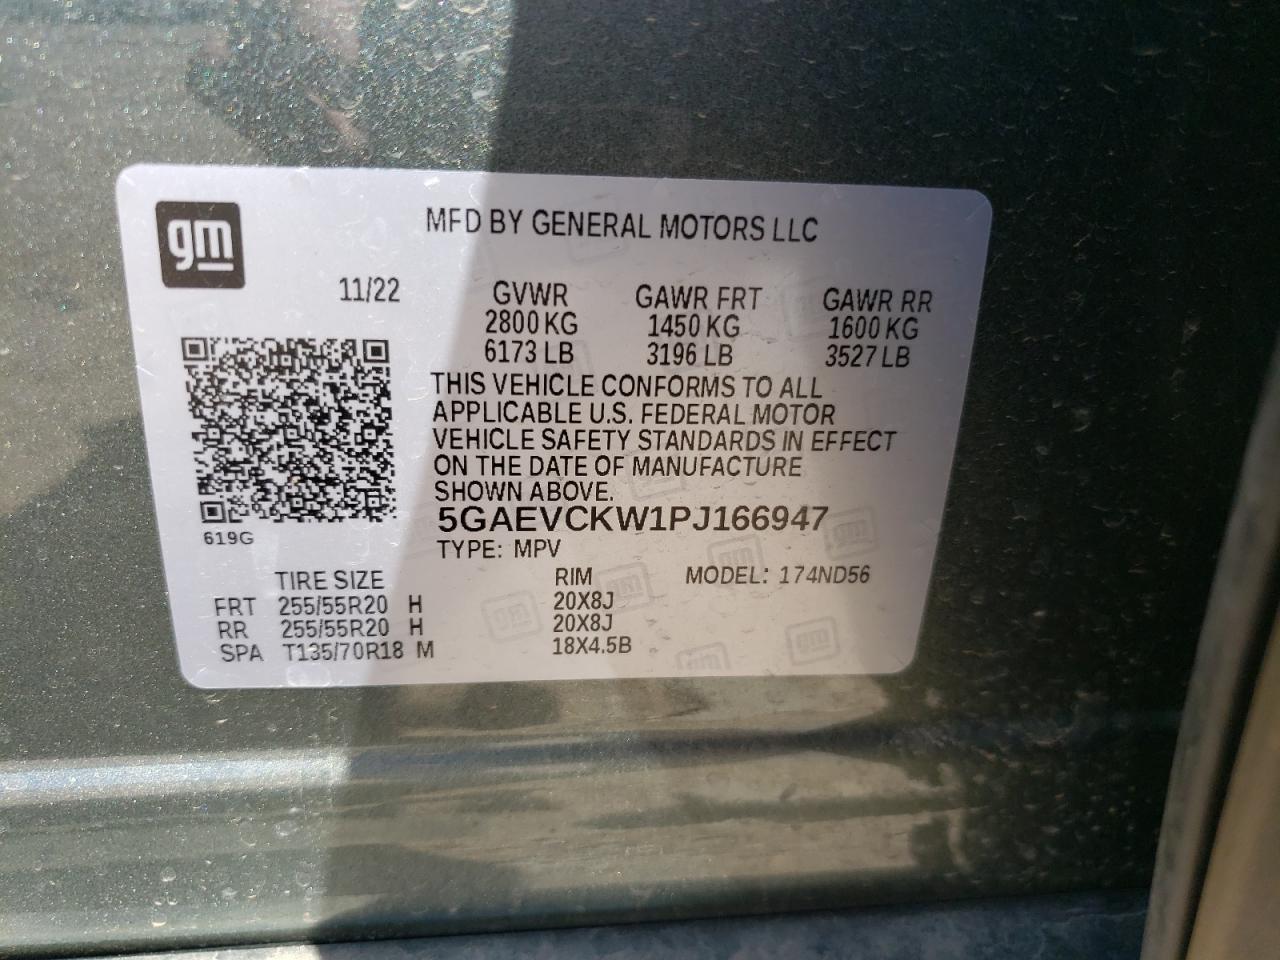 gm
MFD BY GENERAL MOTORS LLC
11/22
GVWR GAWR FRT GAWR RR
2800 KG 1450 KG 1600 KG
6173 LB 3196 LB 3527 LB
THIS VEHICLE CONFORMS TO ALL
APPLICABLE U.S. FEDERAL MOTOR
VEHICLE SAFETY STANDARDS IN EFFECT
ON THE DATE OF MANUFACTURE
SHOWN ABOVE.
5GAEVCKW1PJ166947
619G
TYPE: MPV
TIRE SIZE RIM MODEL: 174ND56
FRT 255/55R20 H 20X8J
RR 255/55R20 H 20X8J
SPA T135/70R18 M 18X4.5B